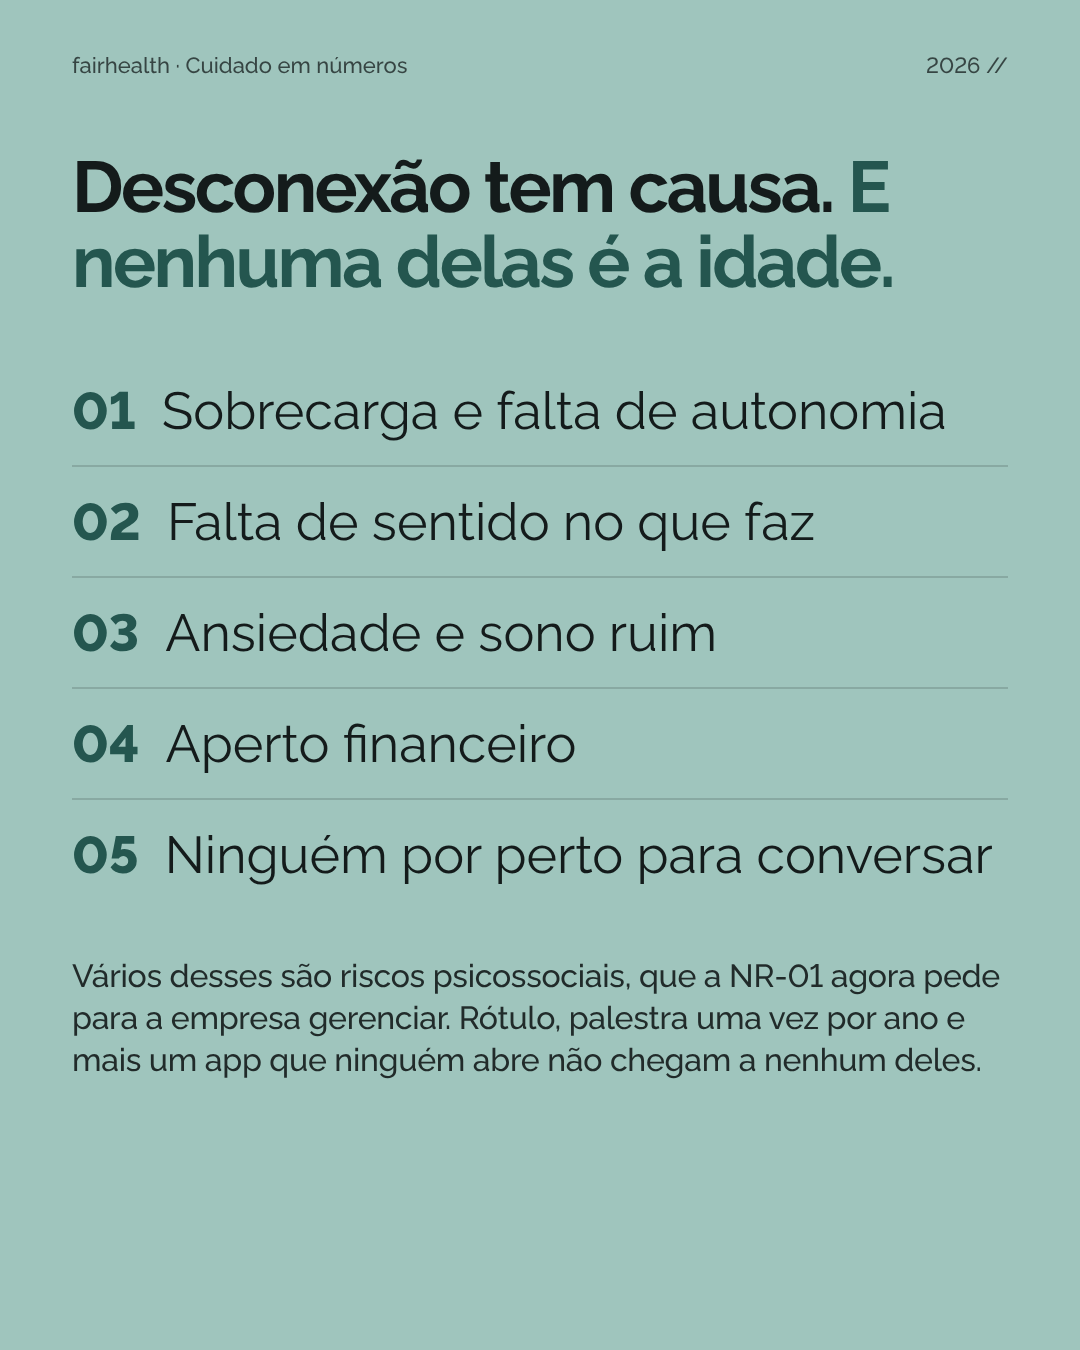 fairhealth · Cuidado em números
2026 //
Desconexão tem causa. E
nenhuma delas é a idade.
01 Sobrecarga e falta de autonomia
02 Falta de sentido no que faz
03 Ansiedade e sono ruim
04 Aperto financeiro
05 Ninguém por perto para conversar
Vários desses são riscos psicossociais, que a NR-01 agora pede
para a empresa gerenciar. Rótulo, palestra uma vez por ano e
mais um app que ninguém abre não chegam a nenhum deles.